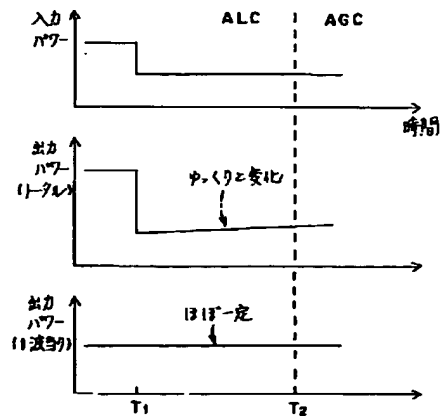 ALC
AGC
入力
パワー
時間
出力
パワー
(トータル)
ゆっくりと変化
出力
パワー
(1波当り)
ほぼ一定
T1
T2